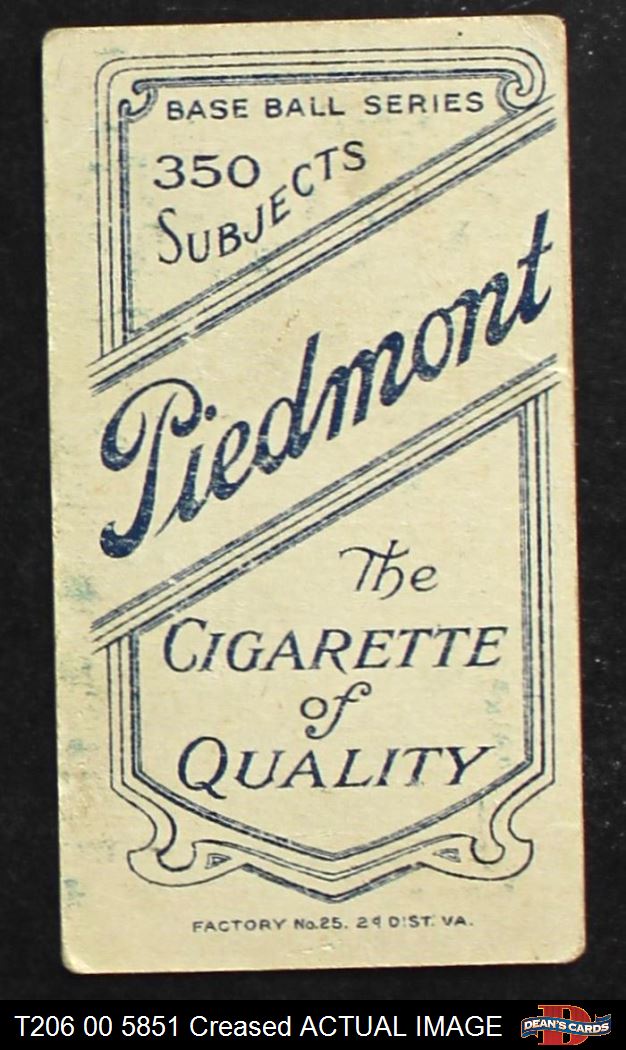 BASE BALL SERIES
350
SUBJECTS
Piedmont
The
CIGARETTE
of
QUALITY
FACTORY No.25. 2d DIST. VA.
T206 00 5851 Creased ACTUAL IMAGE
D
DEAN'S CARDS